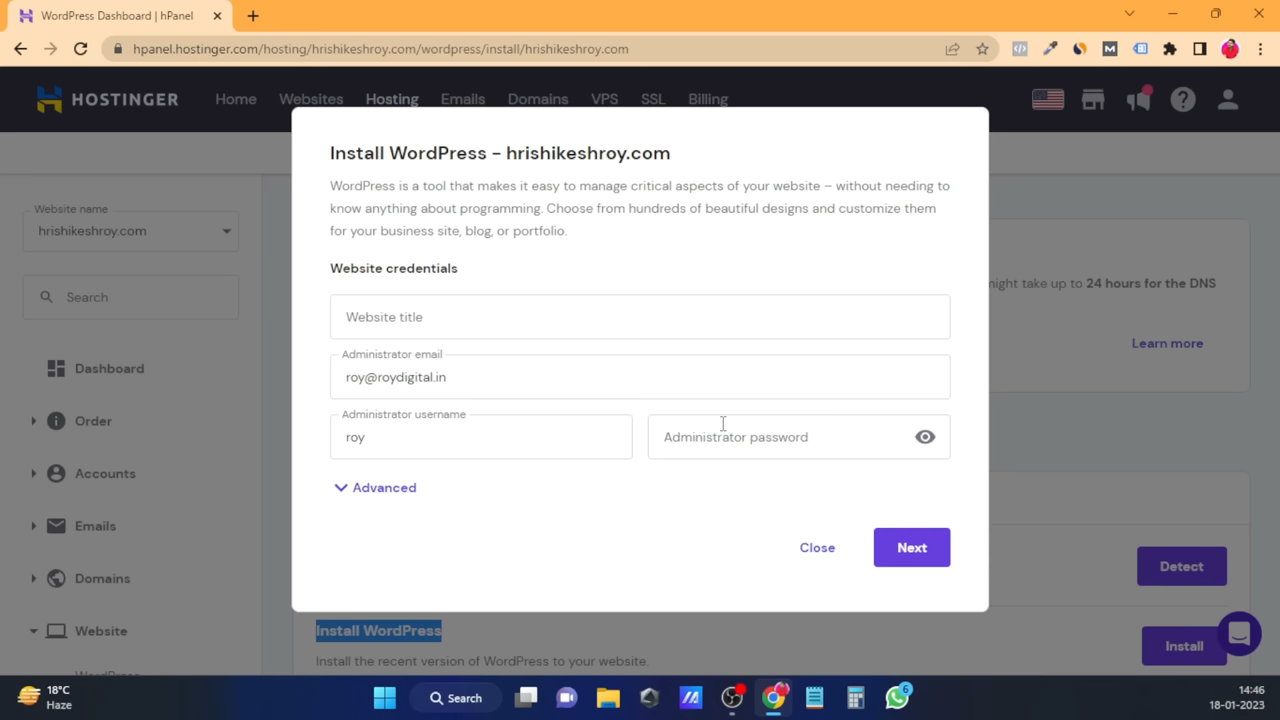 WordPress Dashboard | hPanel
hpanel.hostinger.com/hosting/hrishikeshroy.com/wordpress/install/hrishikeshroy.com
HOSTINGER
Home
Websites
Hosting
Emails
Domains
VPS
SSL
Billing
Website name
hrishikeshroy.com
Search
Dashboard
Order
Accounts
Emails
Domains
Website
Install WordPress - hrishikeshroy.com
WordPress is a tool that makes it easy to manage critical aspects of your website – without needing to
know anything about programming. Choose from hundreds of beautiful designs and customize them
for your business site, blog, or portfolio.
Website credentials
Website title
Administrator email
roy@roydigital.in
Administrator username
roy
Administrator password
Advanced
Close
Next
might take up to 24 hours for the DNS
Learn more
Detect
Install WordPress
Install the recent version of WordPress to your website.
Install
18°C
Haze
Search
6
14:46
18-01-2023